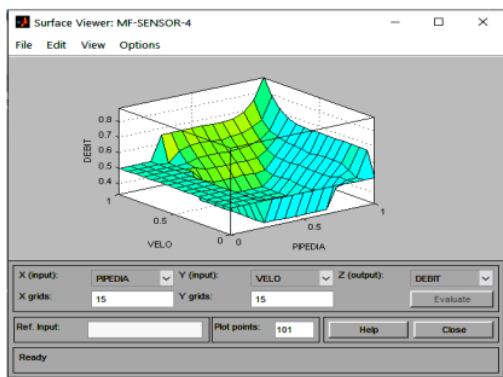 Surface Viewer: MF-SENSOR-4
File Edit View Options
0.8
0.7
0.6
0.5
0.4
DEBIT
1
0.5
0
VELO
0
0.5
1
PIPEDIA
X (input): PIPEDIA Y (input): VELO Z (output): DEBIT
X grids: 15 Y grids: 15 Evaluate
Ref. Input: Plot points: 101 Help Close
Ready